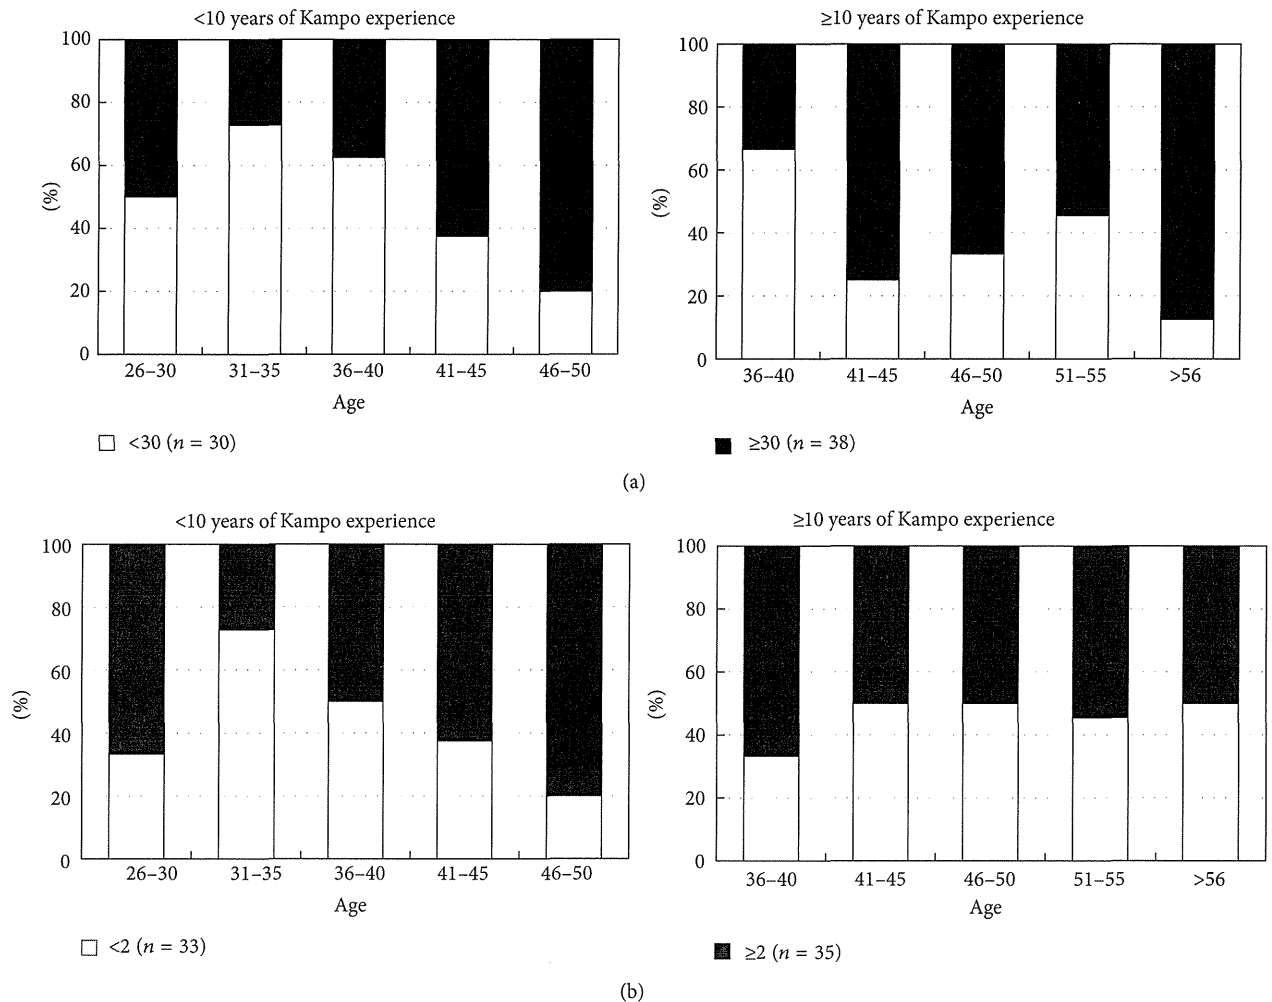 <10 years of Kampo experience
100
80
60
40
20
0
(%)
26–30 31–35 36–40 41–45 46–50
Age
<30 (n = 30)
≥10 years of Kampo experience
100
80
60
40
20
0
(%)
36–40 41–45 46–50 51–55 >56
Age
≥30 (n = 38)
(a)
<10 years of Kampo experience
100
80
60
40
20
0
(%)
26–30 31–35 36–40 41–45 46–50
Age
<2 (n = 33)
≥10 years of Kampo experience
100
80
60
40
20
0
(%)
36–40 41–45 46–50 51–55 >56
Age
≥2 (n = 35)
(b)